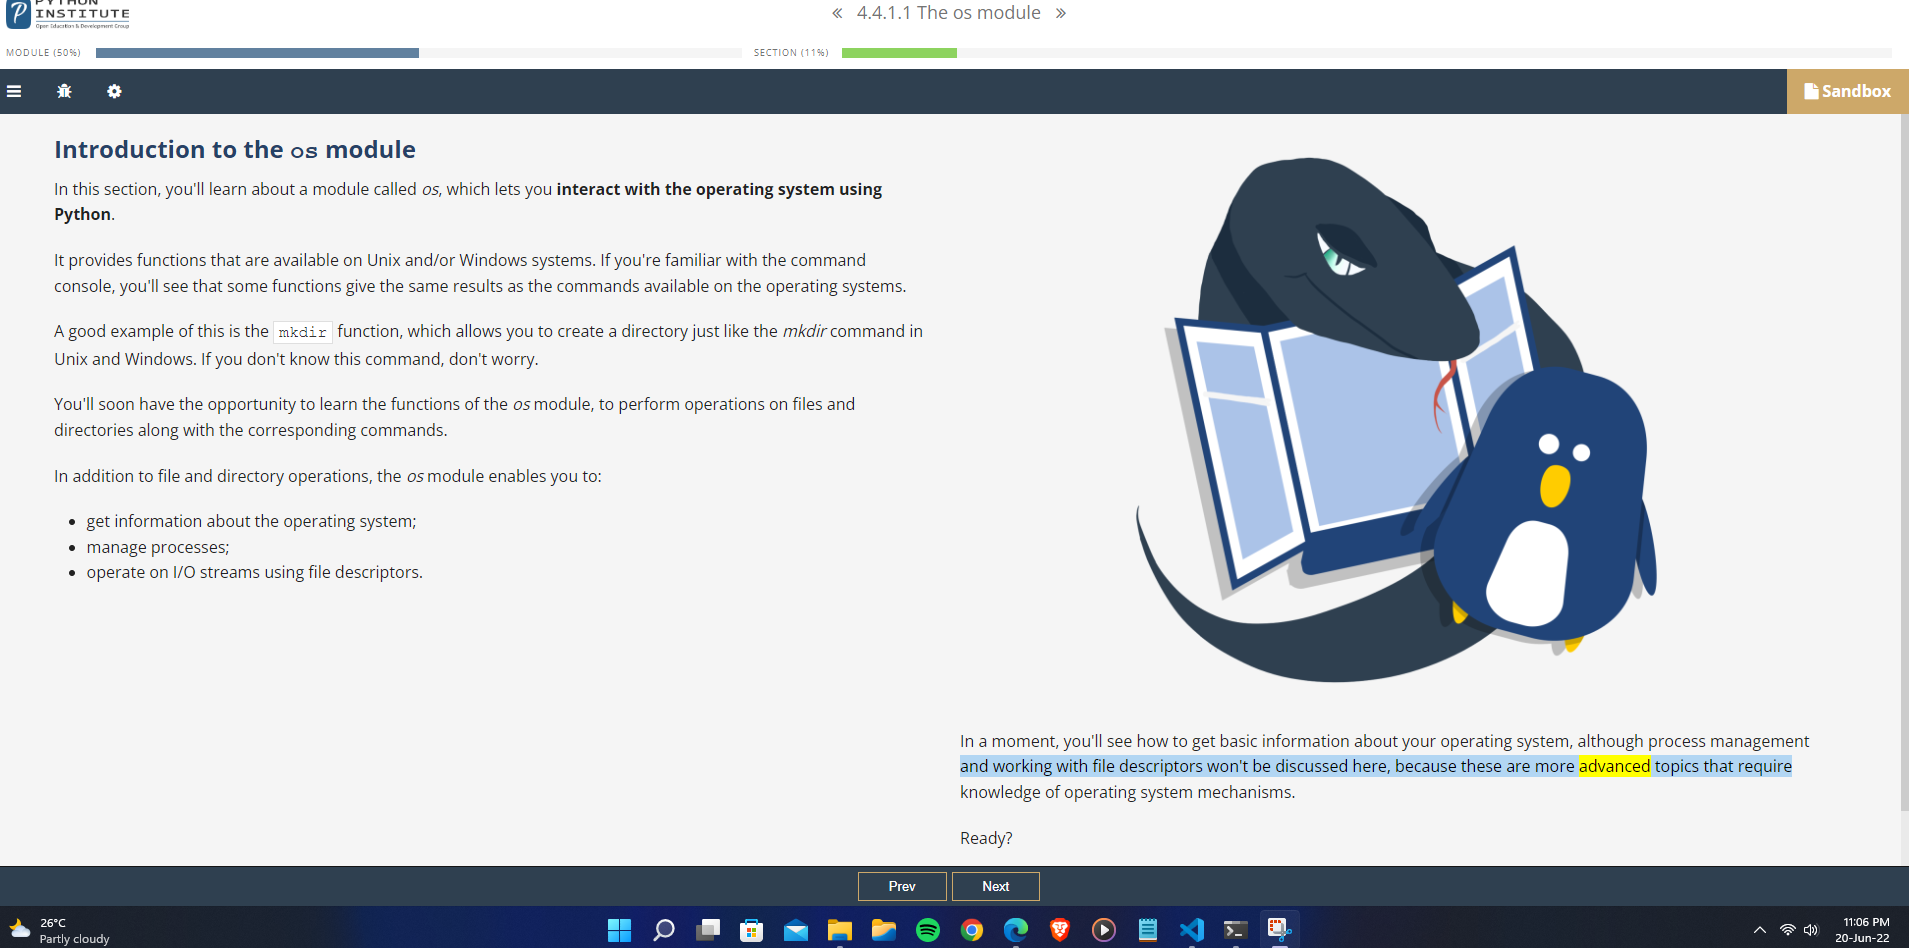 PYTHON
INSTITUTE
Open Education & Development Group
« 4.4.1.1 The os module »
MODULE (50%)
SECTION (11%)
Sandbox
Introduction to the os module
In this section, you'll learn about a module called os, which lets you interact with the operating system using
Python.
It provides functions that are available on Unix and/or Windows systems. If you're familiar with the command
console, you'll see that some functions give the same results as the commands available on the operating systems.
A good example of this is the mkdir function, which allows you to create a directory just like the mkdir command in
Unix and Windows. If you don't know this command, don't worry.
You'll soon have the opportunity to learn the functions of the os module, to perform operations on files and
directories along with the corresponding commands.
In addition to file and directory operations, the os module enables you to:
• get information about the operating system;
• manage processes;
• operate on I/O streams using file descriptors.
In a moment, you'll see how to get basic information about your operating system, although process management
and working with file descriptors won't be discussed here, because these are more advanced topics that require
knowledge of operating system mechanisms.
Ready?
Prev
Next
26°C
Partly cloudy
11:06 PM
20-Jun-22